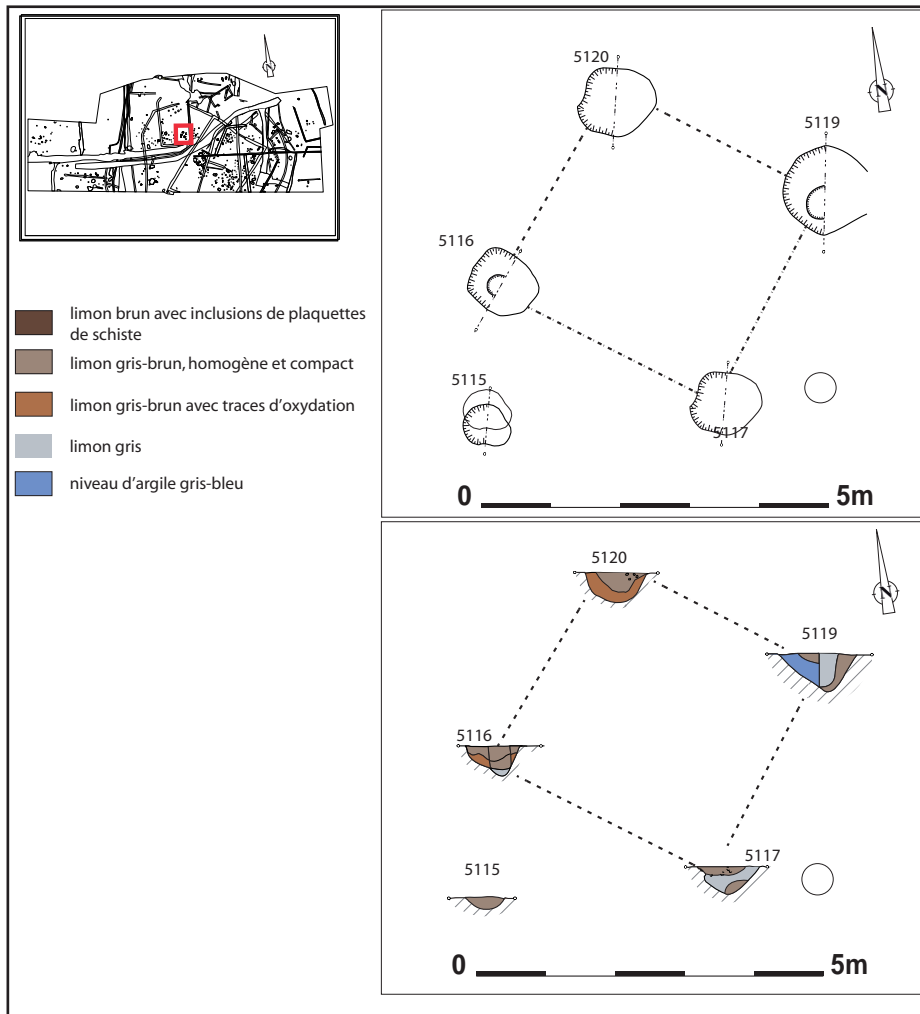 limon brun avec inclusions de plaquettes
de schiste
limon gris-brun, homogène et compact
limon gris-brun avec traces d'oxydation
limon gris
niveau d'argile gris-bleu
N
5120
5119
5116
5115
5117
0 5m
N
5120
5119
5116
5117
5115
0 5m